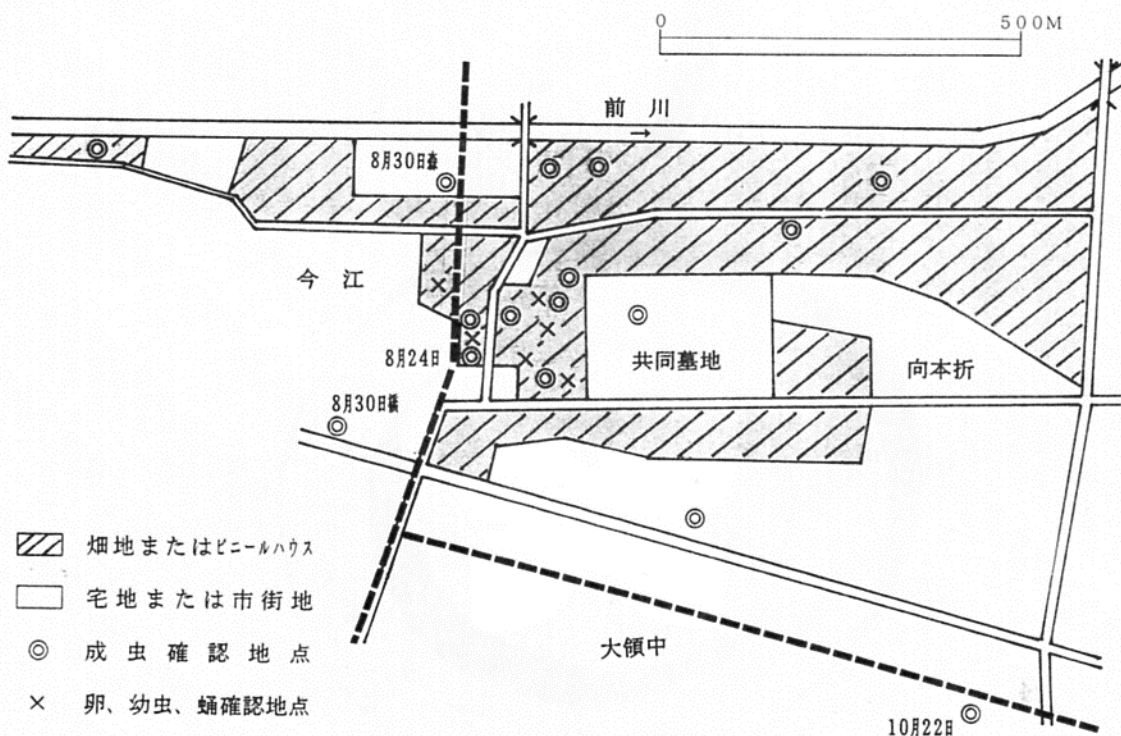 0 500M
前川
→
8月30日森
今江
8月24日
共同墓地
向本折
8月30日橋
畑地またはビニールハウス
宅地または市街地
成虫確認地点
卵、幼虫、蛹確認地点
大領中
10月22日